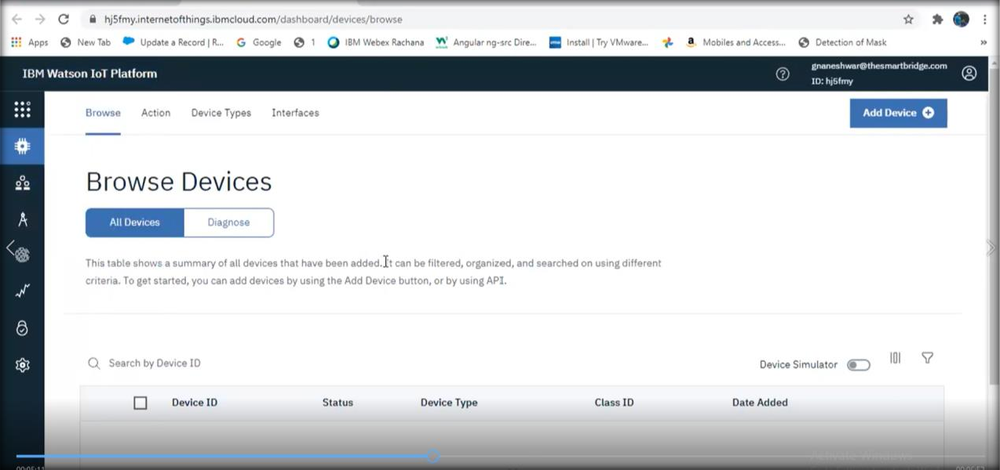 hj5fmy.internetofthings.ibmcloud.com/dashboard/devices/browse
Apps New Tab Update a Record | R... Google 1 IBM Webex Rachana Angular ng-src Dire... Install | Try VMware... Mobiles and Access... Detection of Mask »
IBM Watson IoT Platform
gnaneshwar@thesmartbridge.com
ID: hj5fmy
Browse Action Device Types Interfaces Add Device
Browse Devices
All Devices Diagnose
This table shows a summary of all devices that have been added. It can be filtered, organized, and searched on using different
criteria. To get started, you can add devices by using the Add Device button, or by using API.
Search by Device ID
Device Simulator
Device ID Status Device Type Class ID Date Added
Activate Windows
00:05:11